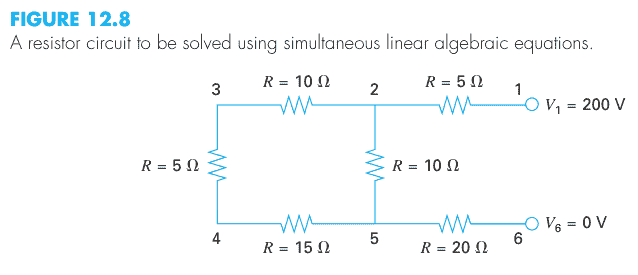 FIGURE 12.8
A resistor circuit to be solved using simultaneous linear algebraic equations.
3
R = 10 Ω
2
R = 5 Ω
1
V₁ = 200 V
R = 5 Ω
R = 10 Ω
4
R = 15 Ω
5
R = 20 Ω
6
V₆ = 0 V